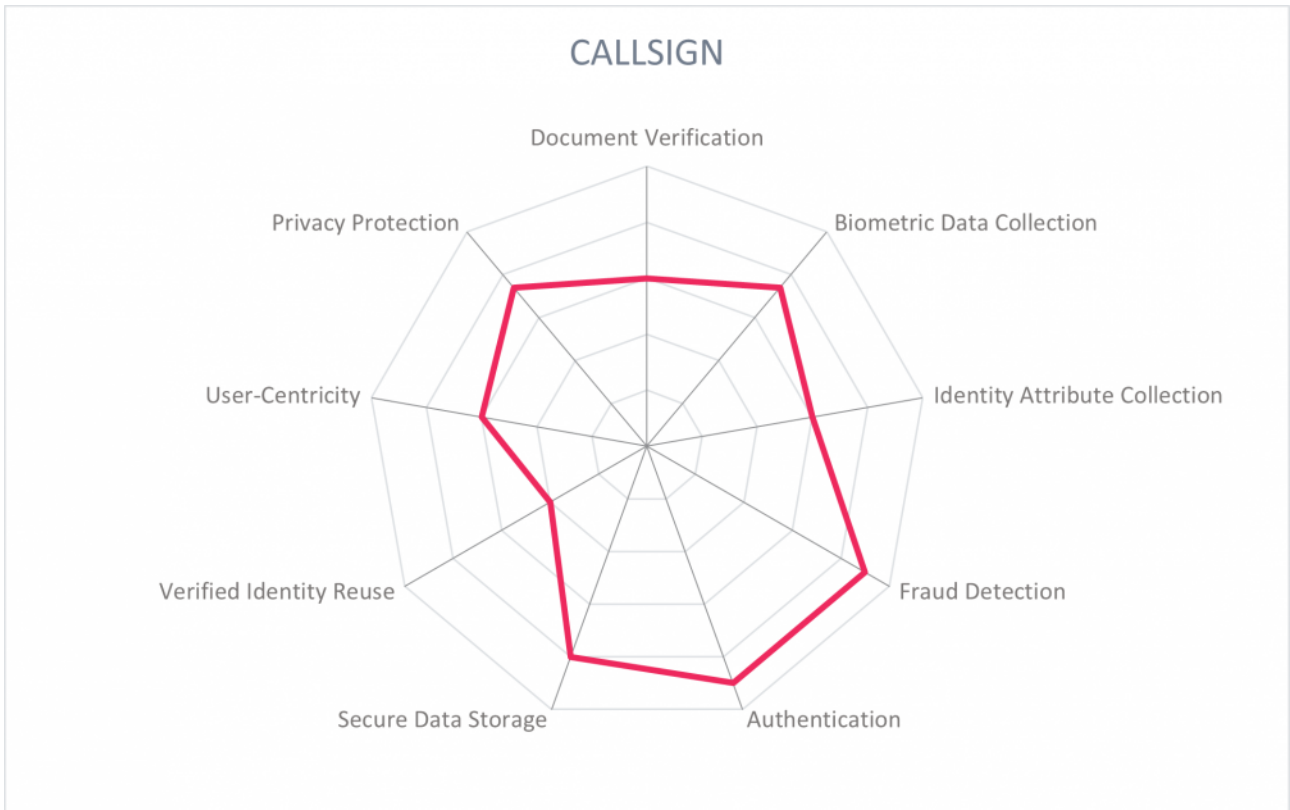 CALLSIGN
Document Verification
Privacy Protection
Biometric Data Collection
User-Centricity
Identity Attribute Collection
Verified Identity Reuse
Fraud Detection
Secure Data Storage
Authentication